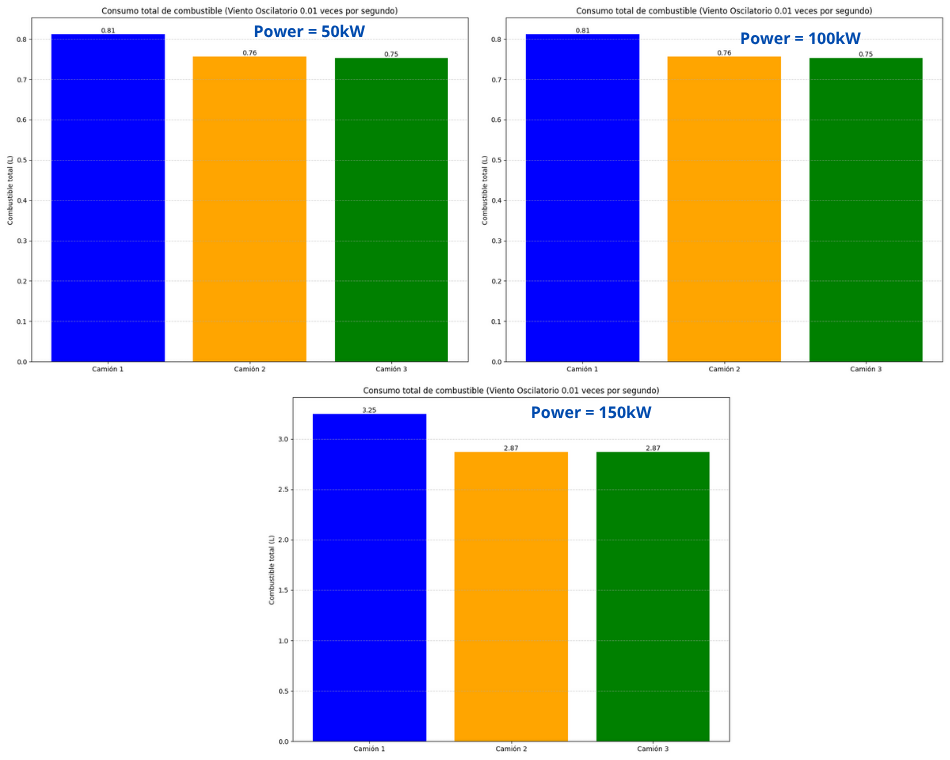 Consumo total de combustible (Viento Oscilatorio 0.01 veces por segundo)
Power = 50kW
0.81
0.76
0.75
0.8
0.7
0.6
0.5
0.4
0.3
0.2
0.1
0.0
Combustible total (L)
Camión 1
Camión 2
Camión 3
Consumo total de combustible (Viento Oscilatorio 0.01 veces por segundo)
Power = 100kW
0.81
0.76
0.75
0.8
0.7
0.6
0.5
0.4
0.3
0.2
0.1
0.0
Combustible total (L)
Camión 1
Camión 2
Camión 3
Consumo total de combustible (Viento Oscilatorio 0.01 veces por segundo)
Power = 150kW
3.25
2.87
2.87
3.0
2.5
2.0
1.5
1.0
0.5
0.0
Combustible total (L)
Camión 1
Camión 2
Camión 3